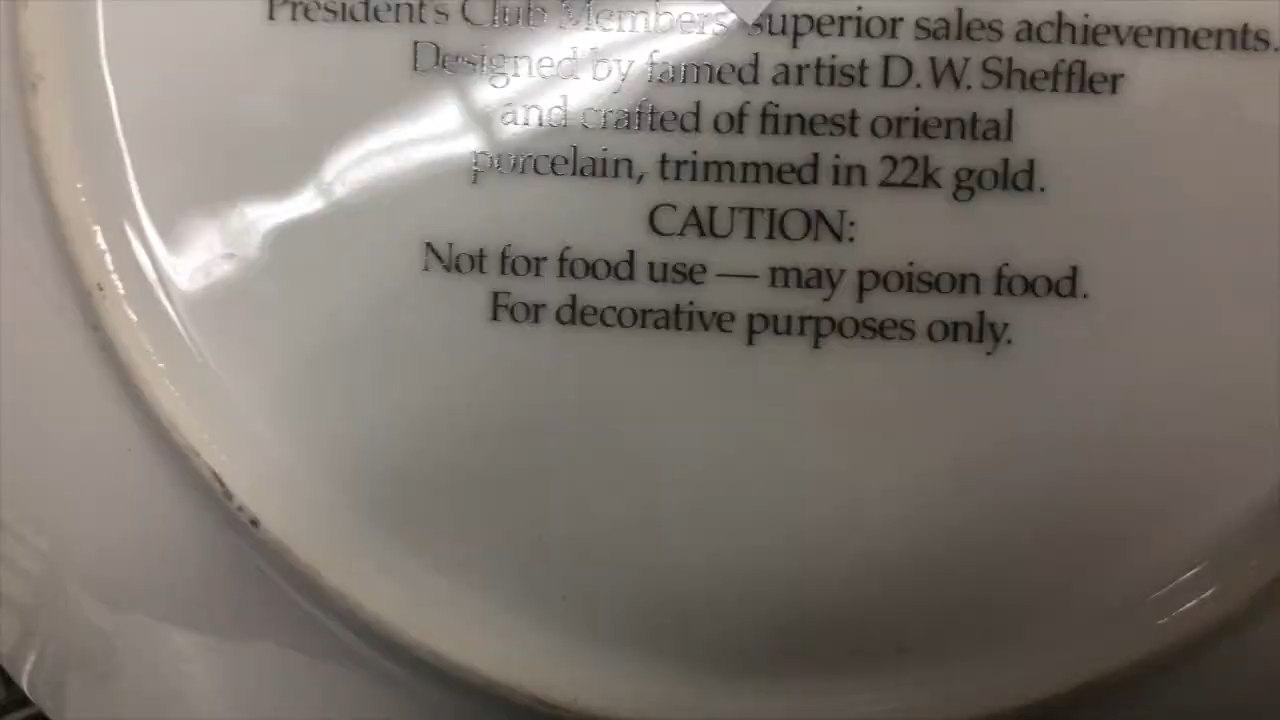 President's Club Members superior sales achievements.
Designed by famed artist D.W. Sheffler
and crafted of finest oriental
porcelain, trimmed in 22k gold.
CAUTION:
Not for food use — may poison food.
For decorative purposes only.